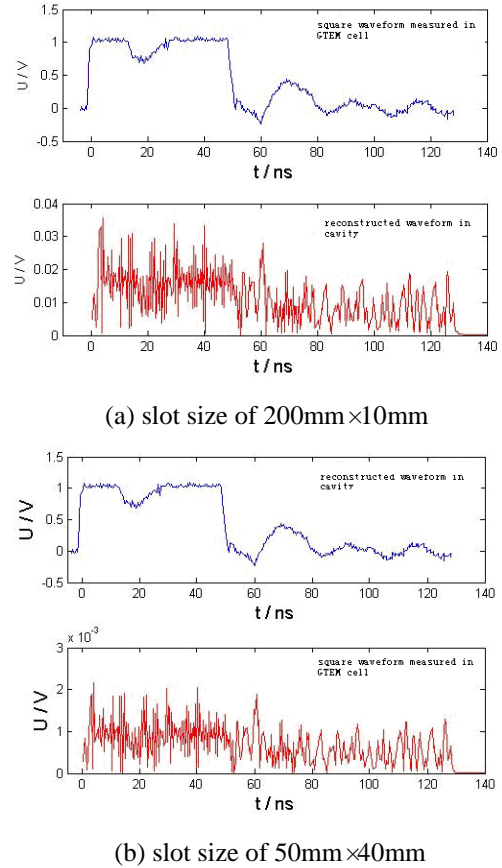 1.5
1
0.5
0
-0.5
U / V
square waveform measured in
GTEM cell
0 20 40 60 80 100 120 140
t / ns
0.04
0.03
0.02
0.01
0
U / V
reconstructed waveform in
cavity
0 20 40 60 80 100 120 140
t / ns
(a) slot size of 200mm×10mm
1.5
1
0.5
0
-0.5
U / V
reconstructed waveform in
cavity
0 20 40 60 80 100 120 140
t / ns
x 10⁻³
3
2
1
0
U / V
square waveform measured in
GTEM cell
0 20 40 60 80 100 120 140
t / ns
(b) slot size of 50mm×40mm